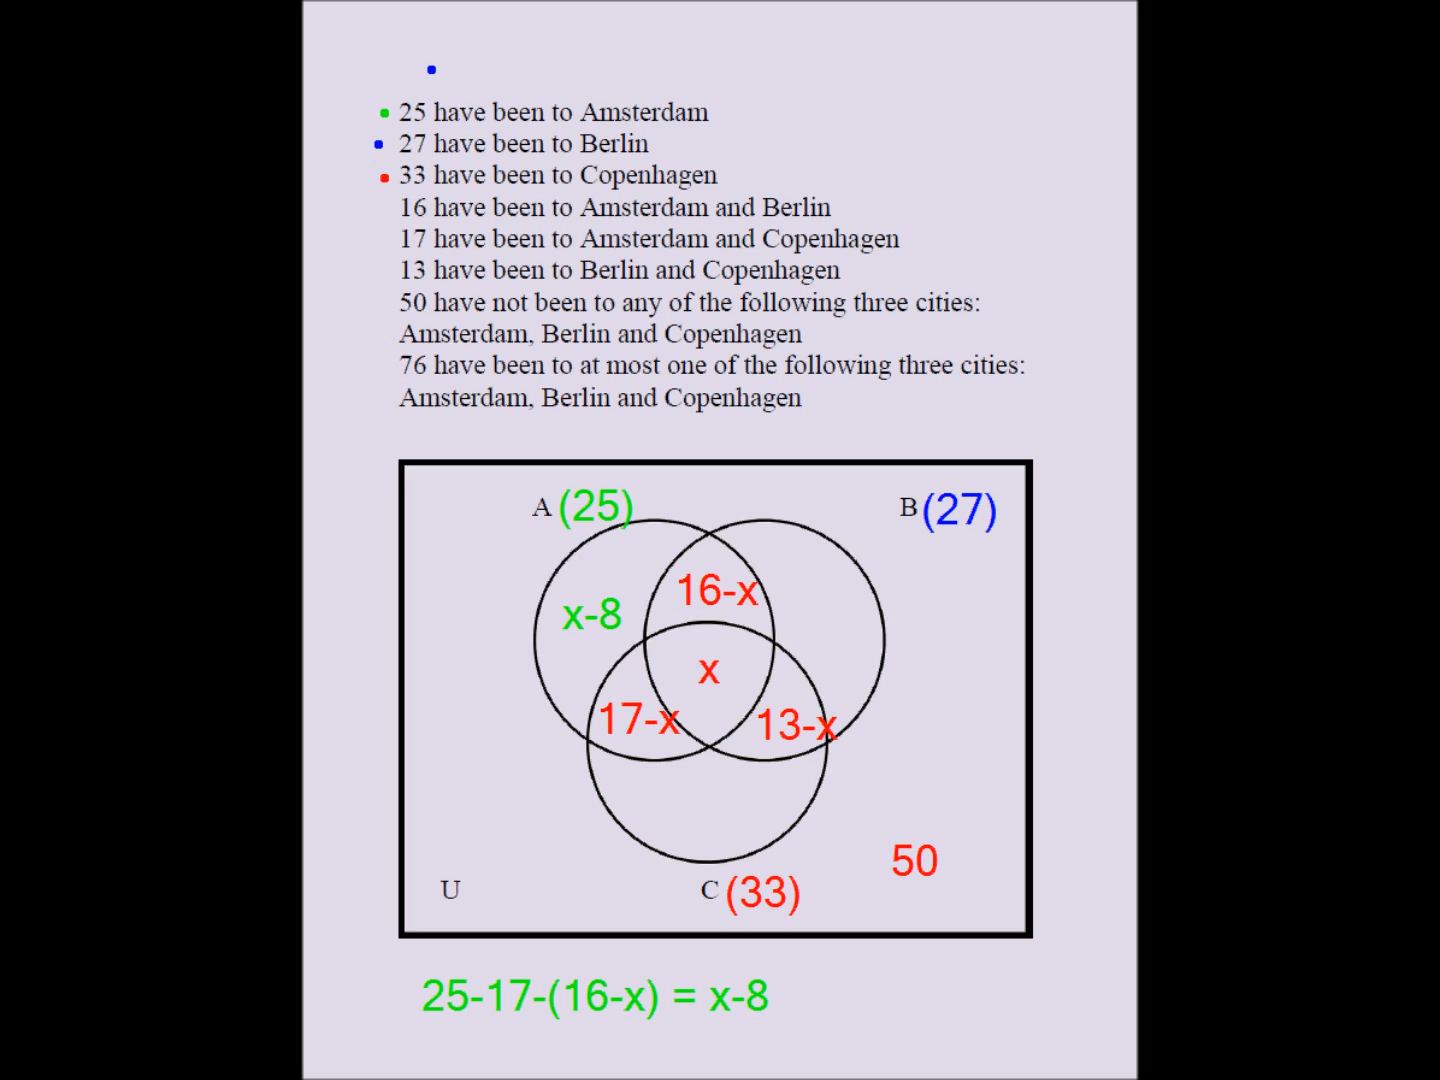 25 have been to Amsterdam
27 have been to Berlin
33 have been to Copenhagen
16 have been to Amsterdam and Berlin
17 have been to Amsterdam and Copenhagen
13 have been to Berlin and Copenhagen
50 have not been to any of the following three cities:
Amsterdam, Berlin and Copenhagen
76 have been to at most one of the following three cities:
Amsterdam, Berlin and Copenhagen
A (25) B (27)
16-x
x-8
x
17-x 13-x
50
U C (33)
25-17-(16-x) = x-8